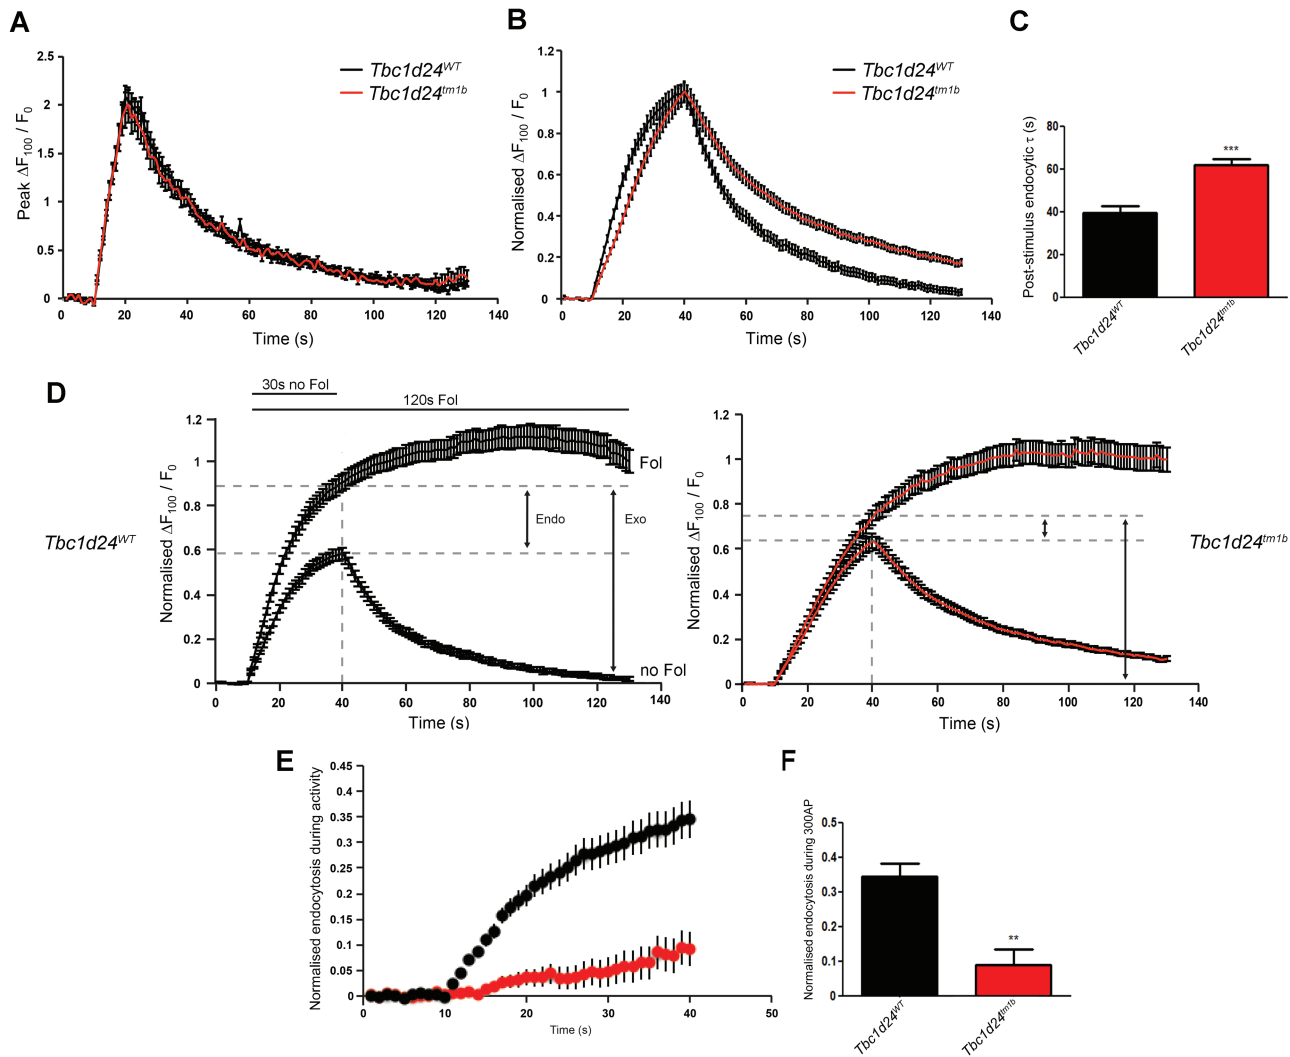 A
2.5
2
1.5
1
0.5
0
0 20 40 60 80 100 120 140
Peak ΔF100 / F0
Time (s)
Tbc1d24WT
Tbc1d24tm1b
B
1.2
1
0.8
0.6
0.4
0.2
0
0 20 40 60 80 100 120 140
Normalised ΔF100 / F0
Time (s)
Tbc1d24WT
Tbc1d24tm1b
C
80
60
40
20
0
Post-stimulus endocytic τ (s)
***
Tbc1d24WT
Tbc1d24tm1b
D
30s no Fol
120s Fol
Tbc1d24WT
Normalised ΔF100 / F0
1.2
1
0.8
0.6
0.4
0.2
0
0 20 40 60 80 100 120 140
Time (s)
Fol
Endo
Exo
no Fol
Normalised ΔF100 / F0
1.2
1
0.8
0.6
0.4
0.2
0
0 20 40 60 80 100 120 140
Time (s)
Tbc1d24tm1b
E
Normalised endocytosis during activity
0.45
0.4
0.35
0.3
0.25
0.2
0.15
0.1
0.05
0
0 10 20 30 40 50
Time (s)
F
Normalised endocytosis during 300AP
0.5
0.4
0.3
0.2
0.1
0
**
Tbc1d24WT
Tbc1d24tm1b